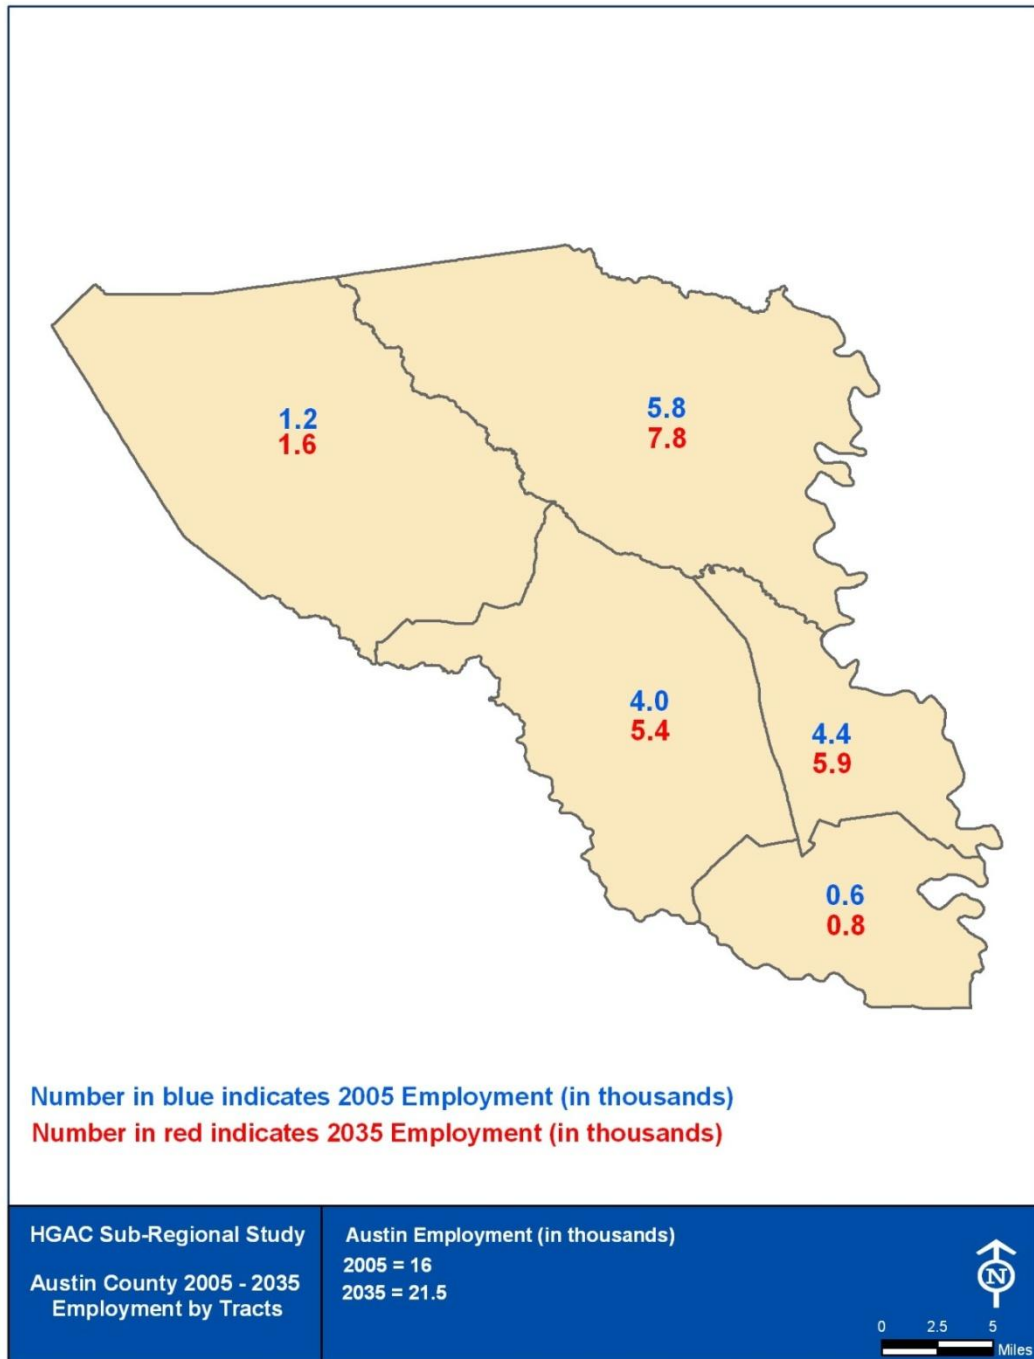 1.2
1.6
5.8
7.8
4.0
5.4
4.4
5.9
0.6
0.8
Number in blue indicates 2005 Employment (in thousands)
Number in red indicates 2035 Employment (in thousands)
HGAC Sub-Regional Study
Austin County 2005 - 2035
Employment by Tracts
Austin Employment (in thousands)
2005 = 16
2035 = 21.5
N
0 2.5 5
Miles